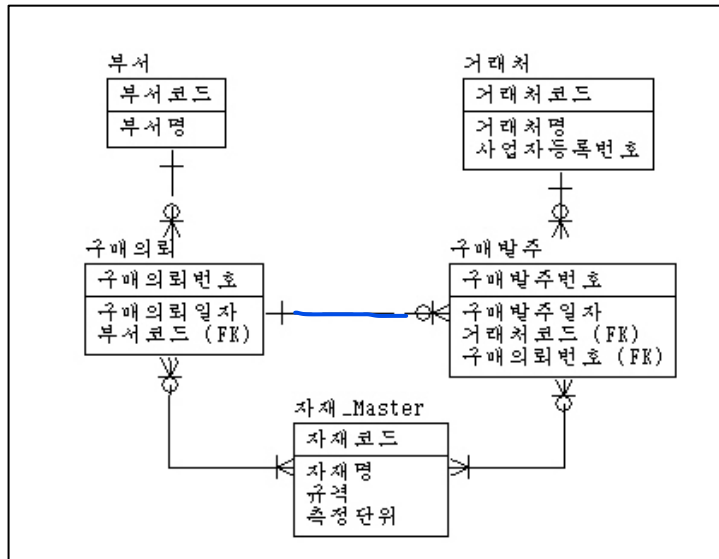 부서
부서코드
부서명
거래처
거래처코드
거래처명
사업자등록번호
구매의뢰
구매의뢰번호
구매의뢰일자
부서코드 (FK)
구매발주
구매발주번호
구매발주일자
거래처코드 (FK)
구매의뢰번호 (FK)
자재_Master
자재코드
자재명
규격
측정단위